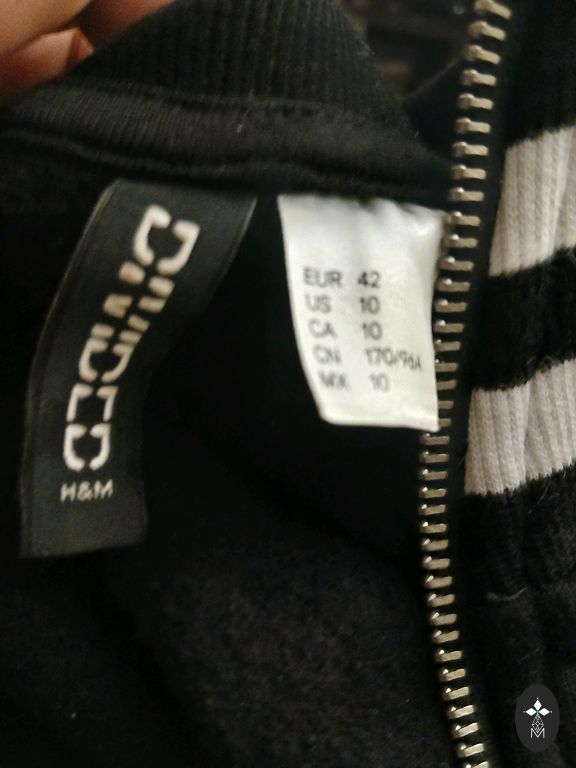 DIVIDED
H&M
EUR 42
US 10
CA 10
CN 170/96A
MX 10
M